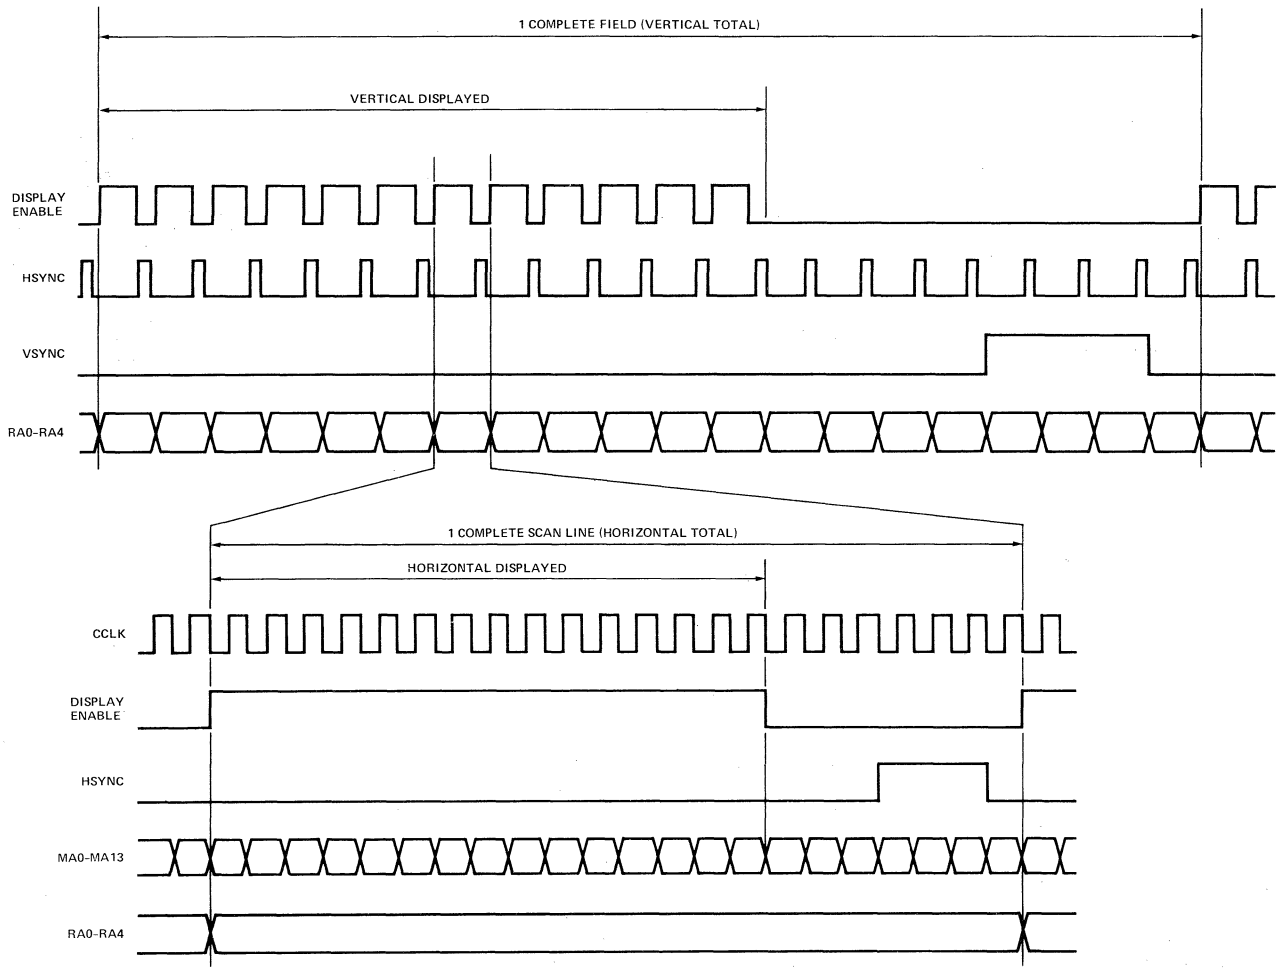 1 COMPLETE FIELD (VERTICAL TOTAL)
VERTICAL DISPLAYED
DISPLAY
ENABLE
HSYNC
VSYNC
RA0-RA4
1 COMPLETE SCAN LINE (HORIZONTAL TOTAL)
HORIZONTAL DISPLAYED
CCLK
DISPLAY
ENABLE
HSYNC
MA0-MA13
RA0-RA4